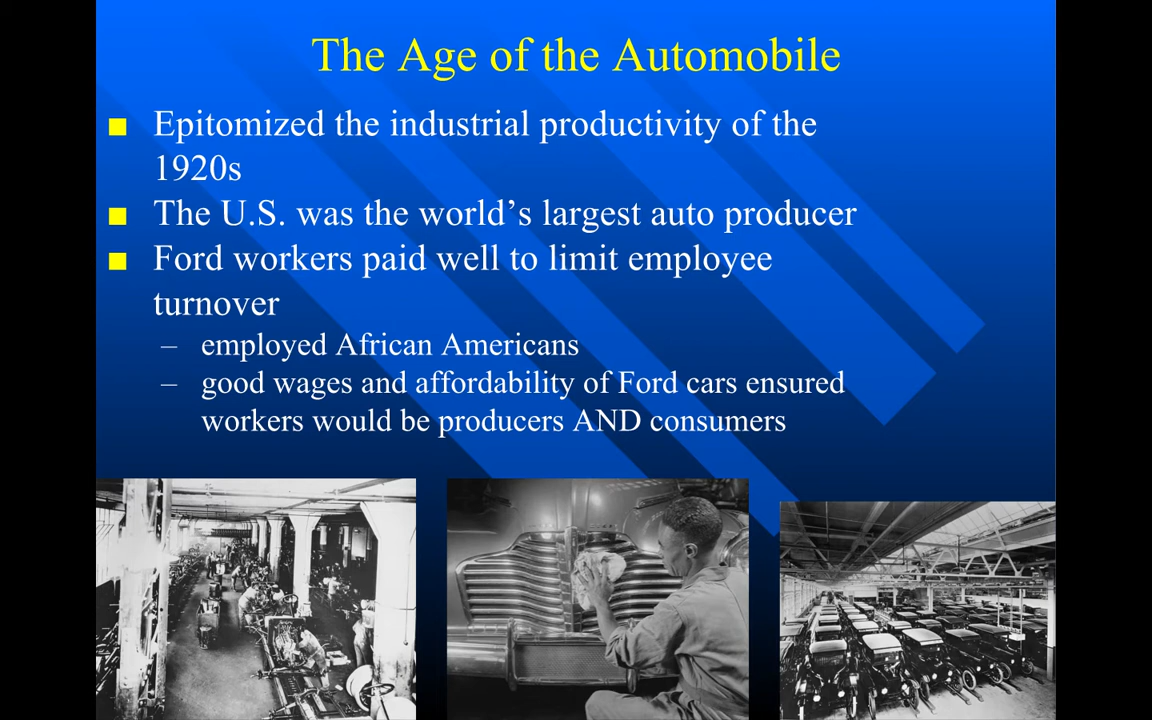 The Age of the Automobile
■ Epitomized the industrial productivity of the
1920s
■ The U.S. was the world’s largest auto producer
■ Ford workers paid well to limit employee
turnover
– employed African Americans
– good wages and affordability of Ford cars ensured
workers would be producers AND consumers